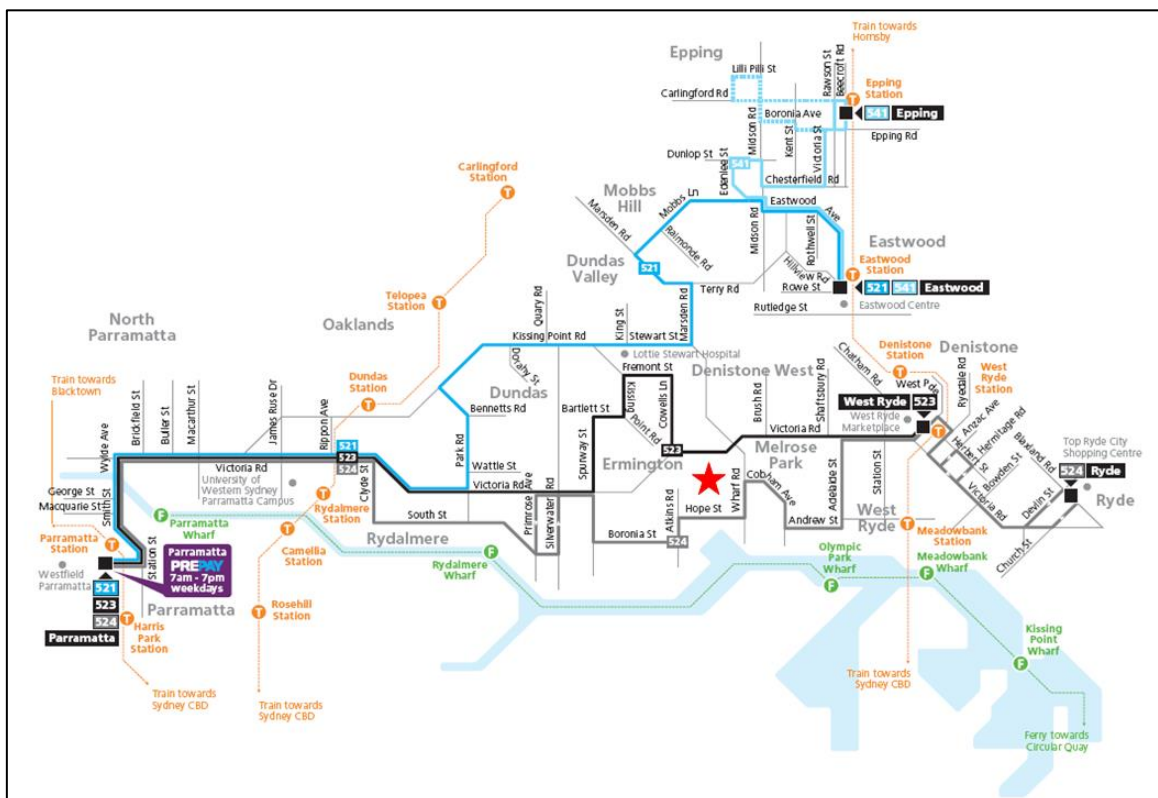 Train towards
Hornsby
Epping
Lilli Pilli St
Rawson St
Beecroft Rd
Epping
Station
Carlingford Rd
Boronia Ave
541 Epping
Midson Rd
Kent St
Victoria St
Epping Rd
Dunlop St
541
Edenlee St
Chesterfield Rd
Carlingford
Station
Mobbs
Hill
Mobbs Ln
Eastwood
Ave
Marsden Rd
Raimonde Rd
Midson Rd
Rothwell St
Eastwood
Dundas
Valley
521
Hillview Rd
Eastwood
Station
Telopea
Station
Terry Rd
Rowe St
521 541 Eastwood
Eastwood Centre
Rutledge St
North
Parramatta
Oaklands
Quary Rd
King St
Marsden Rd
Kissing Point Rd
Stewart St
Denistone
Station
Denistone
Chatham Rd
Lottie Stewart Hospital
Train towards
Blacktown
Dundas
Station
Dorahy St
Fremont St
Denistone West
West Pde
Ryedale Rd
West
Ryde
Station
Wylde Ave
Brickfield St
Buller St
Macarthur St
James Ruse Dr
Rippon Ave
Dundas
Bennetts Rd
Bartlett St
Kissing
Point Rd
Cowells Ln
Brush Rd
Shaftsbury Rd
West Ryde 523
West Ryde
Marketplace
Anzac Ave
Hermitage Rd
Herbert St
Bowden St
Blaxland Rd
Top Ryde City
Shopping Centre
521
523
524
Park Rd
Spurway St
523
Victoria Rd
Melrose
Park
524 Ryde
Victoria Rd
University of
Western Sydney
Parramatta Campus
Clyde St
Wattle St
Victoria Rd
Ermington
Station St
Devlin St
Ryde
Victoria Rd
George St
Macquarie St
Smith St
Rydalmere
Station
Primrose Ave
Silverwater Rd
Atkins Rd
Wharf Rd
Cobham Ave
Adelaide St
Hope St
Andrew St
West
Ryde
Church St
South St
Boronia St
524
Parramatta
Station
F
Parramatta
Wharf
Camellia
Station
Rydalmere
F
Rydalmere
Wharf
Meadowbank
Station
Olympic
Park Wharf
Meadowbank
Wharf
Station St
Westfield
Parramatta
Parramatta
PREPAY
7am - 7pm
weekdays
521
523
524
Parramatta
Parramatta
Harris
Park
Station
Rosehill
Station
Kissing
Point
Wharf
Train towards
Sydney CBD
Train towards
Sydney CBD
Train towards
Sydney CBD
Ferry towards
Circular Quay